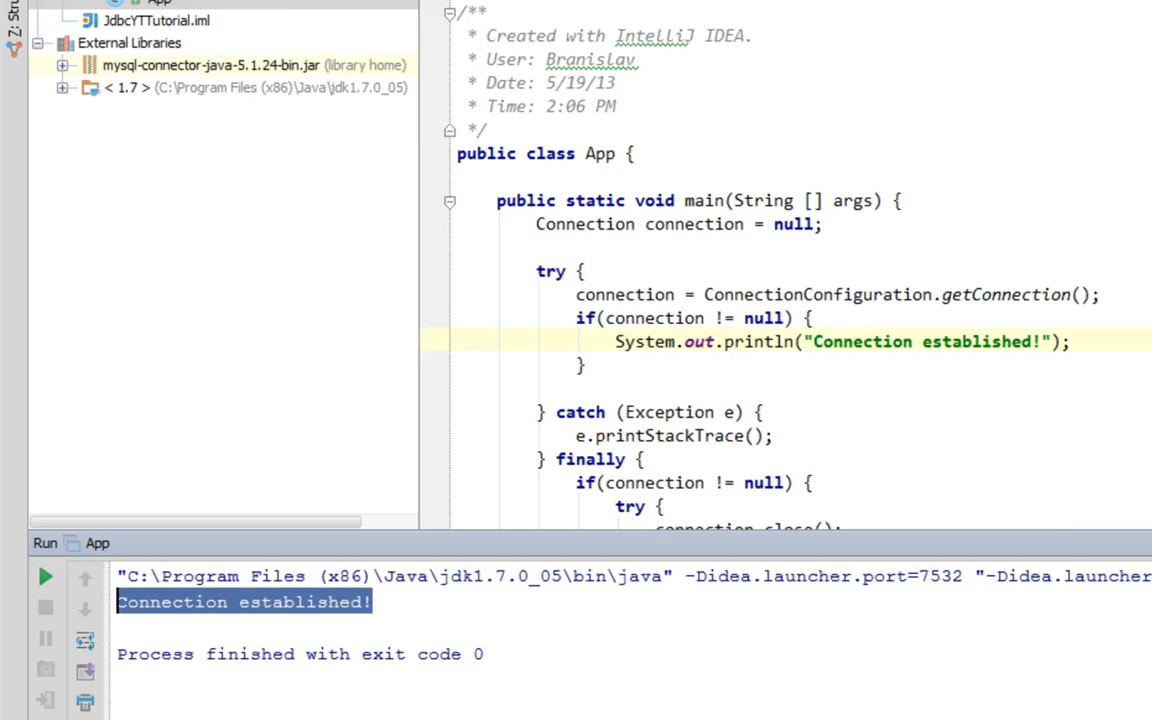 App
JdbcYTTutorial.iml
External Libraries
mysql-connector-java-5.1.24-bin.jar (library home)
< 1.7 > (C:\Program Files (x86)\Java\jdk1.7.0_05)
Z: Stru
/**
* Created with IntelliJ IDEA.
* User: Branislav
* Date: 5/19/13
* Time: 2:06 PM
*/
public class App {
public static void main(String [] args) {
Connection connection = null;
try {
connection = ConnectionConfiguration.getConnection();
if(connection != null) {
System.out.println("Connection established!");
}
} catch (Exception e) {
e.printStackTrace();
} finally {
if(connection != null) {
try {
connection.close();
Run App
"C:\Program Files (x86)\Java\jdk1.7.0_05\bin\java" -Didea.launcher.port=7532 "-Didea.launcher
Connection established!
Process finished with exit code 0